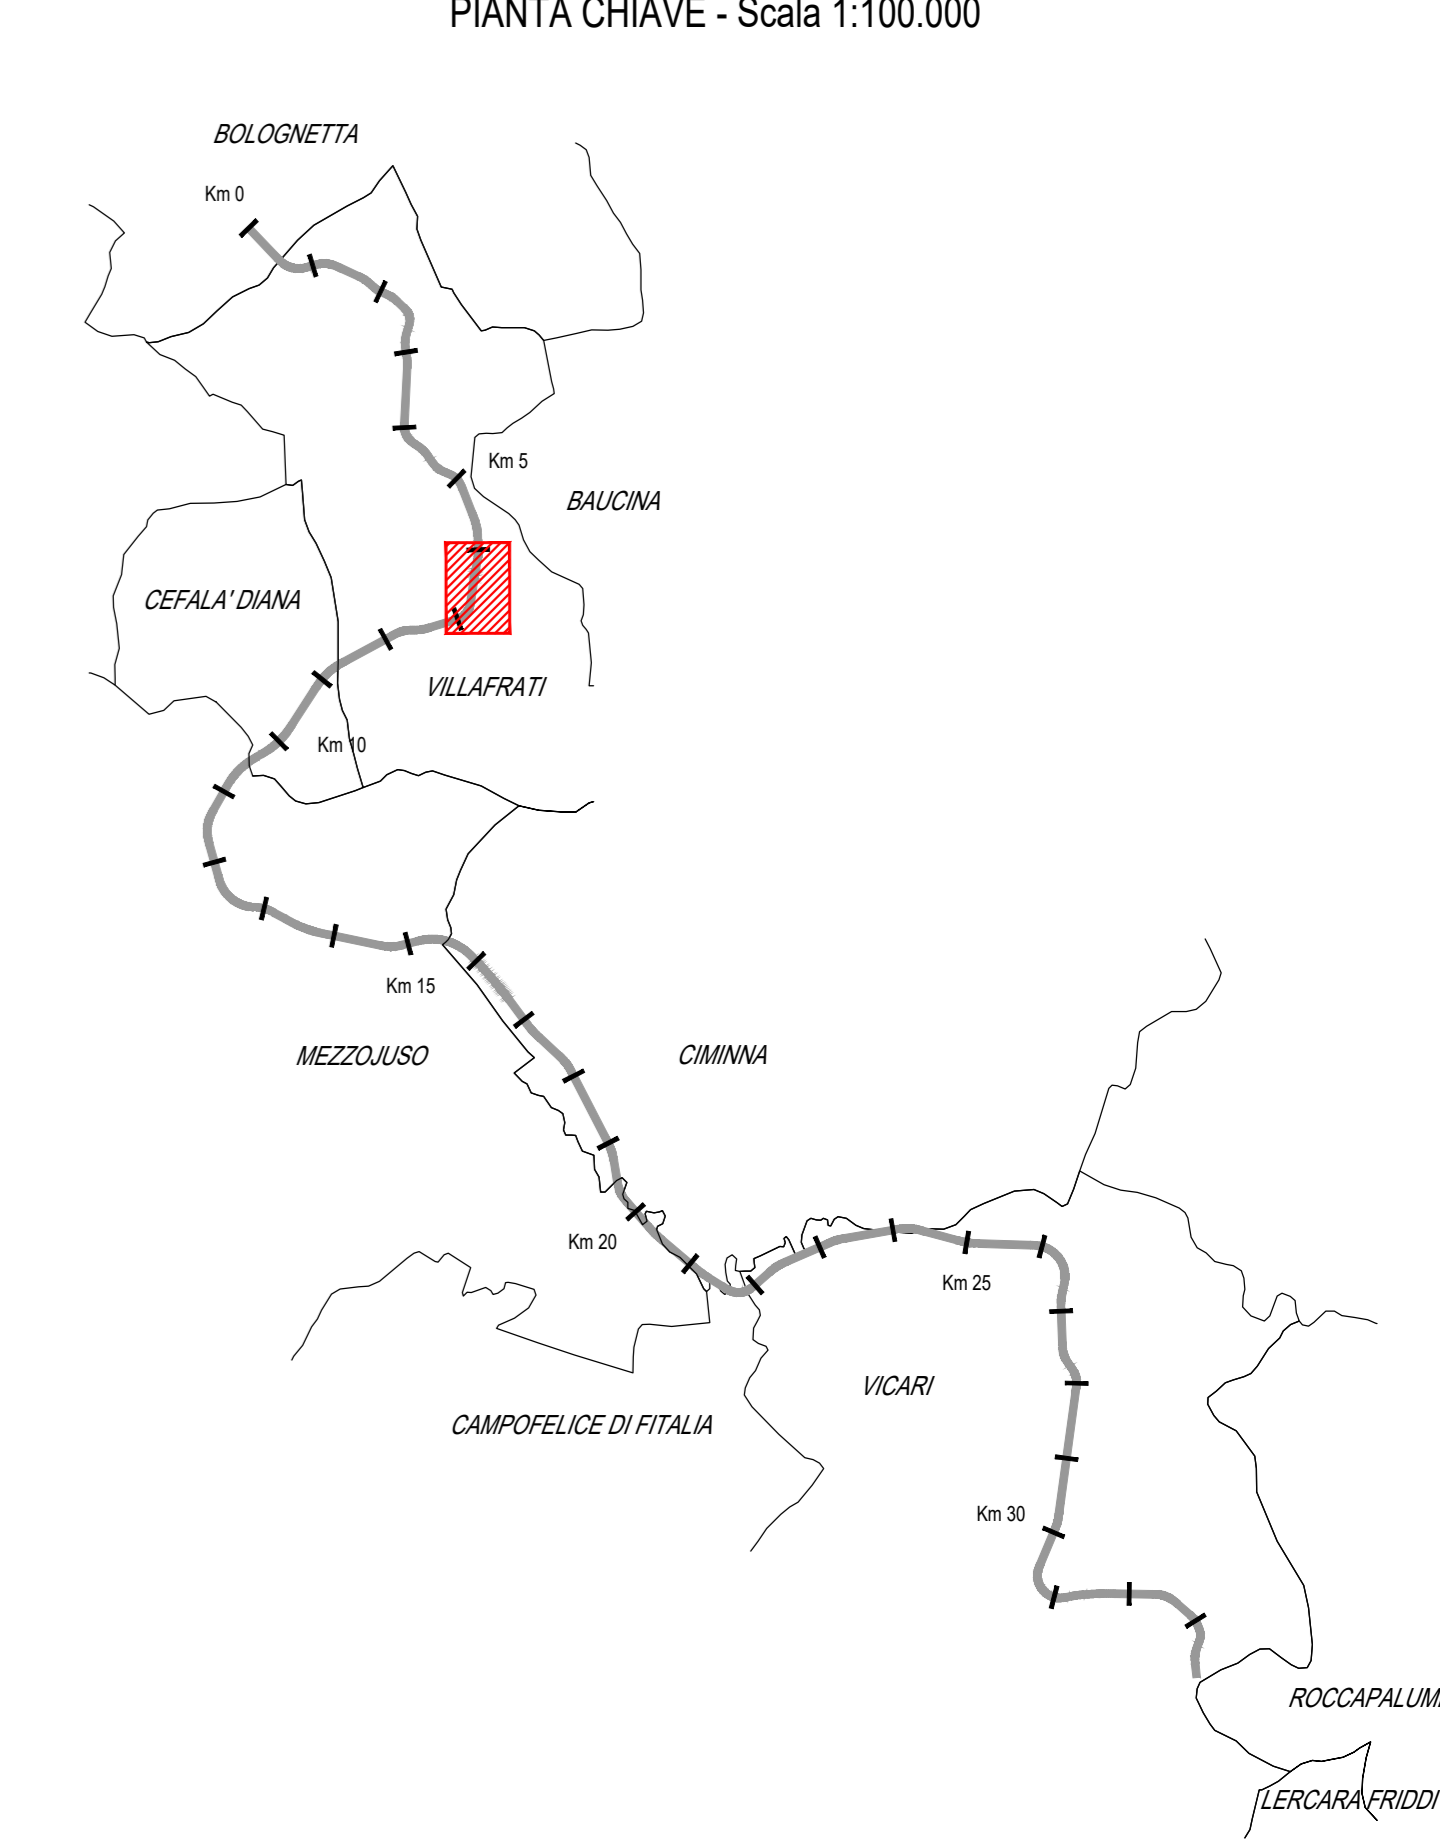 PIANTA CHIAVE - Scala 1:100.000
BOLOGNETTA
Km 0
Km 5
BAUCINA
CEFALA' DIANA
VILLAFRATI
Km 10
Km 15
MEZZOJUSO
CIMINNA
Km 20
Km 25
VICARI
CAMPOFELICE DI FITALIA
Km 30
ROCCAPALUM
LERCARA FRIDDI